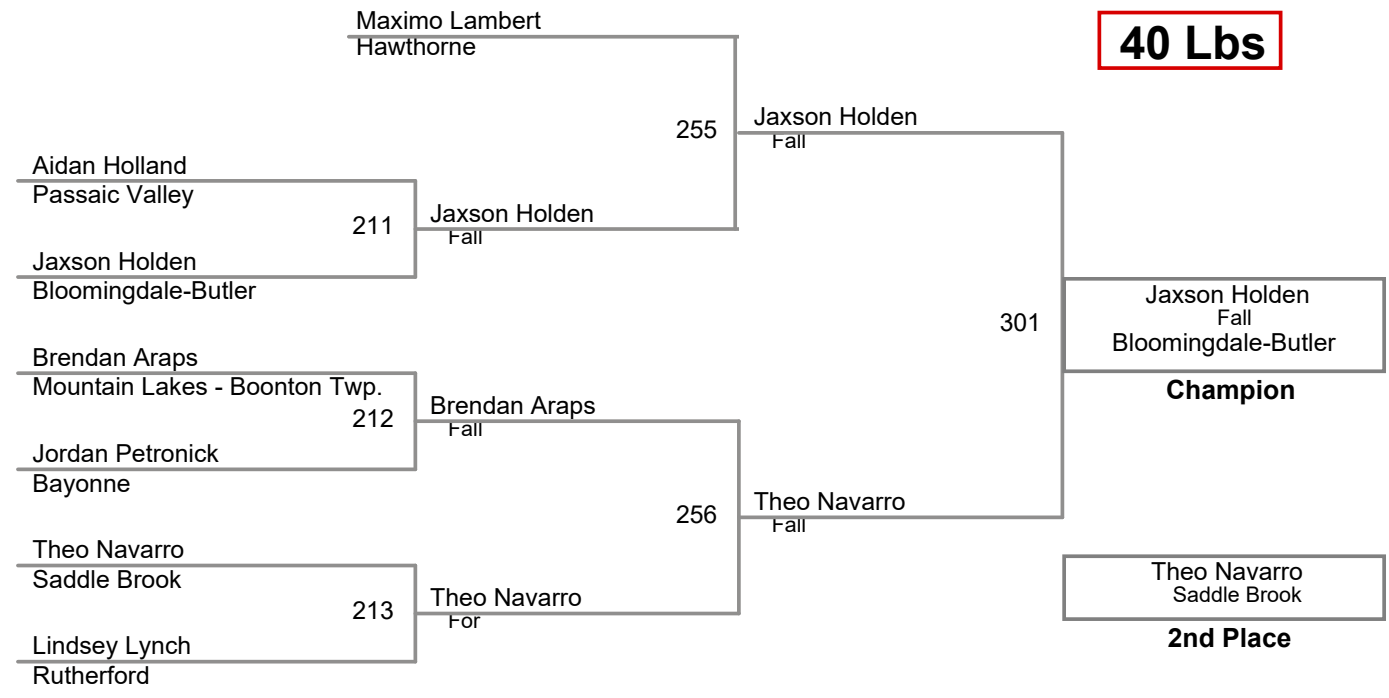 Maximo Lambert
Hawthorne
40 Lbs
255
Jaxson Holden
Fall
Aidan Holland
Passaic Valley
211
Jaxson Holden
Fall
Jaxson Holden
Bloomingdale-Butler
301
Jaxson Holden
Fall
Bloomingdale-Butler
Champion
Brendan Araps
Mountain Lakes - Boonton Twp.
212
Brendan Araps
Fall
Jordan Petronick
Bayonne
256
Theo Navarro
Fall
Theo Navarro
Saddle Brook
213
Theo Navarro
For
Lindsey Lynch
Rutherford
Theo Navarro
Saddle Brook
2nd Place